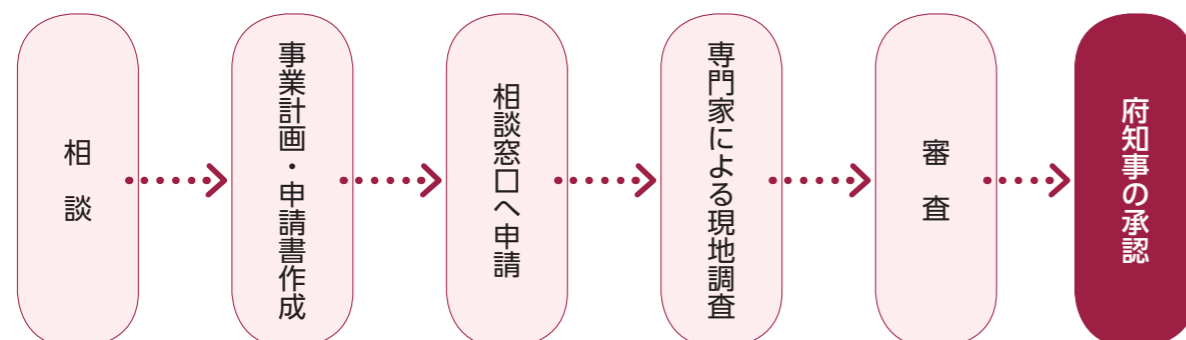 相談
事業計画・申請書作成
相談窓口へ申請
専門家による現地調査
審査
府知事の承認